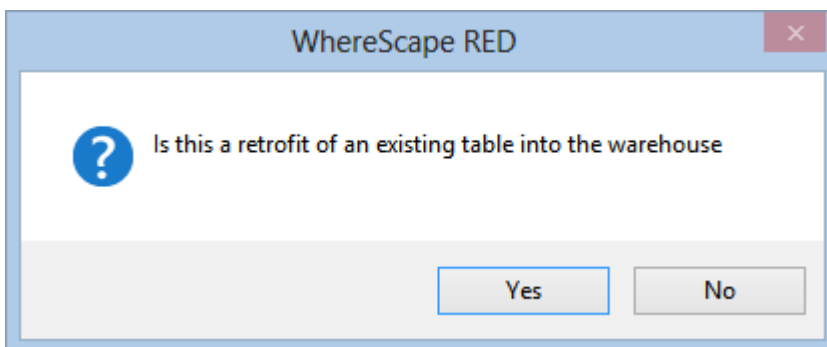 WhereScape RED
Is this a retrofit of an existing table into the warehouse
Yes No